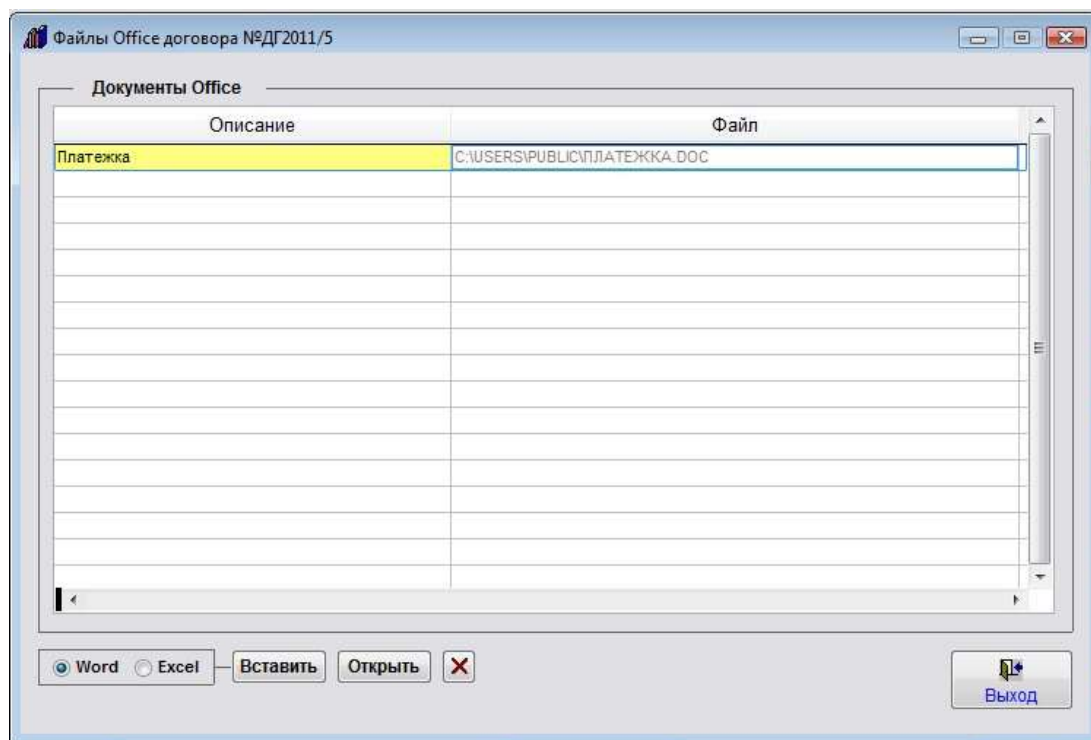 Файлы Office договора №ДГ2011/5
Документы Office
Описание Файл
Платежка C:\USERS\PUBLIC\ПЛАТЕЖКА.DOC
Word Excel Вставить Открыть
Выход